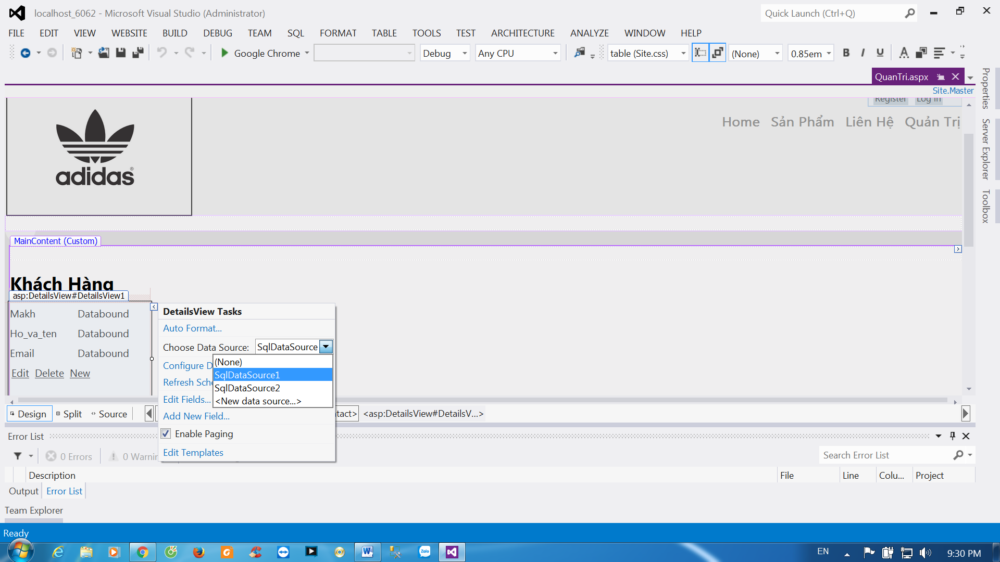 localhost_6062 - Microsoft Visual Studio (Administrator)
Quick Launch (Ctrl+Q)
FILE EDIT VIEW WEBSITE BUILD DEBUG TEAM SQL FORMAT TABLE TOOLS TEST ARCHITECTURE ANALYZE WINDOW HELP
Google Chrome Debug Any CPU table (Site.css) (None) 0.85em B I U A
QuanTri.aspx
Site.Master
Properties
Server Explorer
Toolbox
Register Log In
Home Sản Phẩm Liên Hệ Quản Trị
adidas®
MainContent (Custom)
Khách Hàng
asp:DetailsView#DetailsView1
Makh Databound
Ho_va_ten Databound
Email Databound
Edit Delete New
DetailsView Tasks
Auto Format...
Choose Data Source: SqlDataSource
(None)
SqlDataSource1
SqlDataSource2
<New data source...>
Configure D
Refresh Sche
Edit Fields...
Add New Field...
Enable Paging
Edit Templates
Design Split Source
ntact> <asp:DetailsView#DetailsV...>
Error List
0 Errors 0 Warnin
Search Error List
Description File Line Colu... Project
Output Error List
Team Explorer
Ready
Zalo
EN
9:30 PM